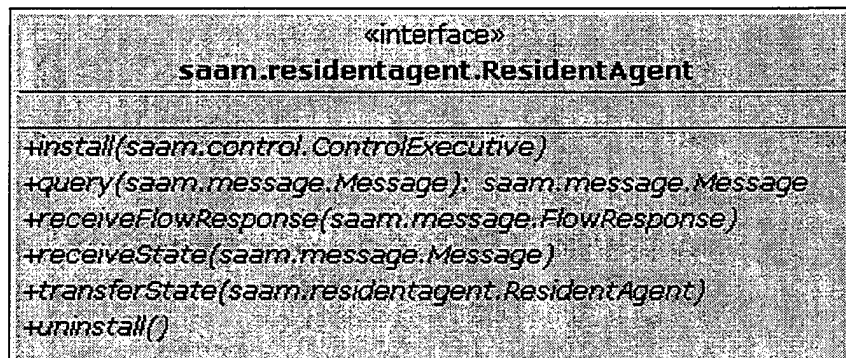 «interface»
saam.residentagent.ResidentAgent
+install(saam.control.ControlExecutive)
+query(saam.message.Message): saam.message.Message
+receiveFlowResponse(saam.message.FlowResponse)
+receiveState(saam.message.Message)
+transferState(saam.residentagent.ResidentAgent)
+uninstall()